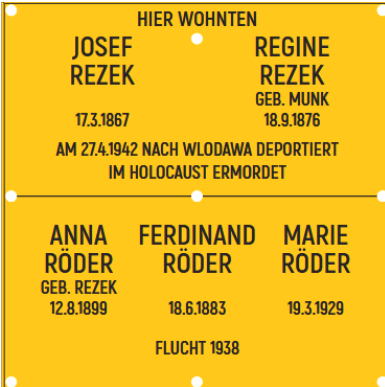 HIER WOHNTEN
JOSEF REZEK
17.3.1867
REGINE REZEK
GEB. MUNK
18.9.1876
AM 27.4.1942 NACH WLODAWA DEPORTIERT
IM HOLOCAUST ERMORDET
ANNA RÖDER
GEB. REZEK
12.8.1899
FERDINAND RÖDER
18.6.1883
MARIE RÖDER
19.3.1929
FLUCHT 1938